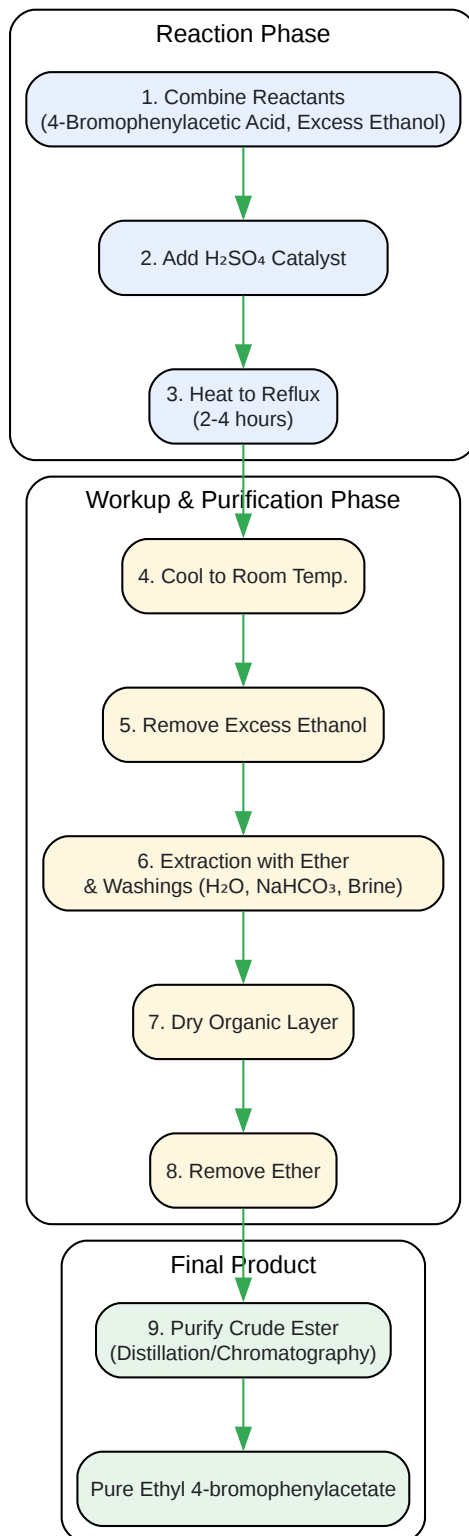 Reaction Phase
1. Combine Reactants
(4-Bromophenylacetic Acid, Excess Ethanol)
2. Add H₂SO₄ Catalyst
3. Heat to Reflux
(2-4 hours)
Workup & Purification Phase
4. Cool to Room Temp.
5. Remove Excess Ethanol
6. Extraction with Ether
& Washings (H₂O, NaHCO₃, Brine)
7. Dry Organic Layer
8. Remove Ether
Final Product
9. Purify Crude Ester
(Distillation/Chromatography)
Pure Ethyl 4-bromophenylacetate